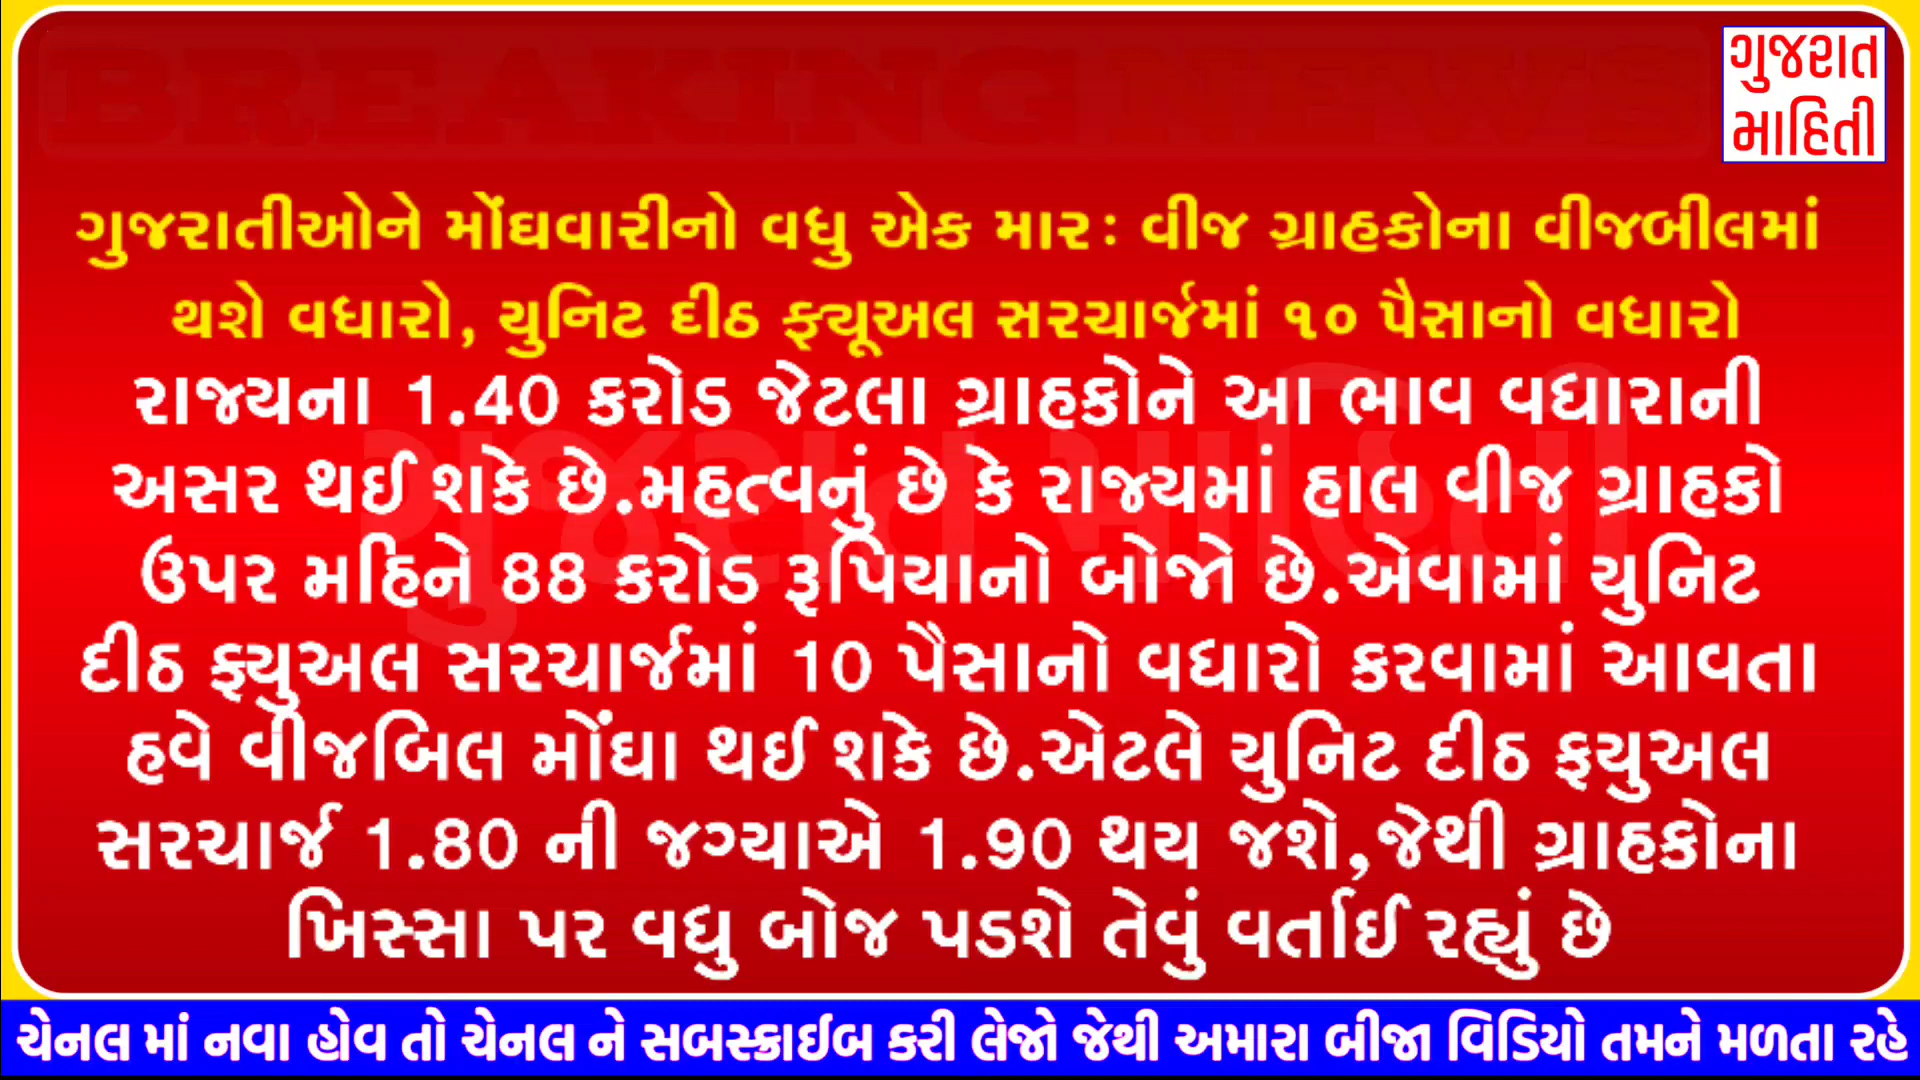 BREAKING NEWS
ગુજરાત
માહિતી
ગુજરાતીઓને મોંઘવારીનો વધુ એક મારઃ વીજ ગ્રાહકોના વીજબીલમાં
થશે વધારો, યુનિટ દીઠ ફ્યૂઅલ સરચાર્જમાં ૧૦ પૈસાનો વધારો
રાજ્યના 1.40 કરોડ જેટલા ગ્રાહકોને આ ભાવ વધારાની
અસર થઈ શકે છે.મહત્વનું છે કે રાજ્યમાં હાલ વીજ ગ્રાહકો
ઉપર મહિને 88 કરોડ રૂપિયાનો બોજો છે.એવામાં યુનિટ
દીઠ ફ્યુઅલ સરચાર્જમાં 10 પૈસાનો વધારો કરવામાં આવતા
હવે વીજબિલ મોંઘા થઈ શકે છે.એટલે યુનિટ દીઠ ફયુઅલ
સરચાર્જ 1.80 ની જગ્યાએ 1.90 થય જશે,જેથી ગ્રાહકોના
ખિસ્સા પર વધુ બોજ પડશે તેવું વર્તાઈ રહ્યું છે
ચેનલ માં નવા હોવ તો ચેનલ ને સબસ્ક્રાઈબ કરી લેજો જેથી અમારા બીજા વિડિયો તમને મળતા રહે